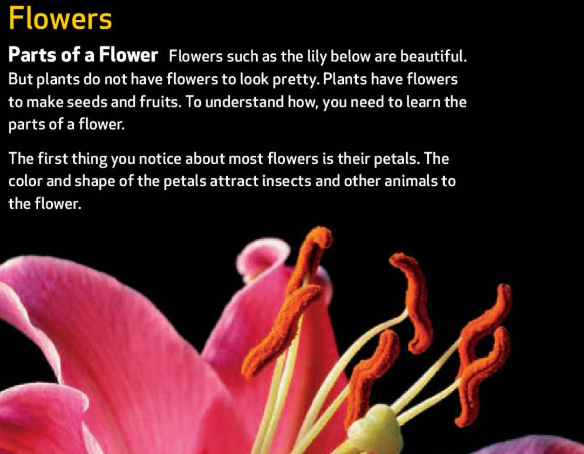 Flowers
Parts of a Flower Flowers such as the lily below are beautiful.
But plants do not have flowers to look pretty. Plants have flowers
to make seeds and fruits. To understand how, you need to learn the
parts of a flower.
The first thing you notice about most flowers is their petals. The
color and shape of the petals attract insects and other animals to
the flower.